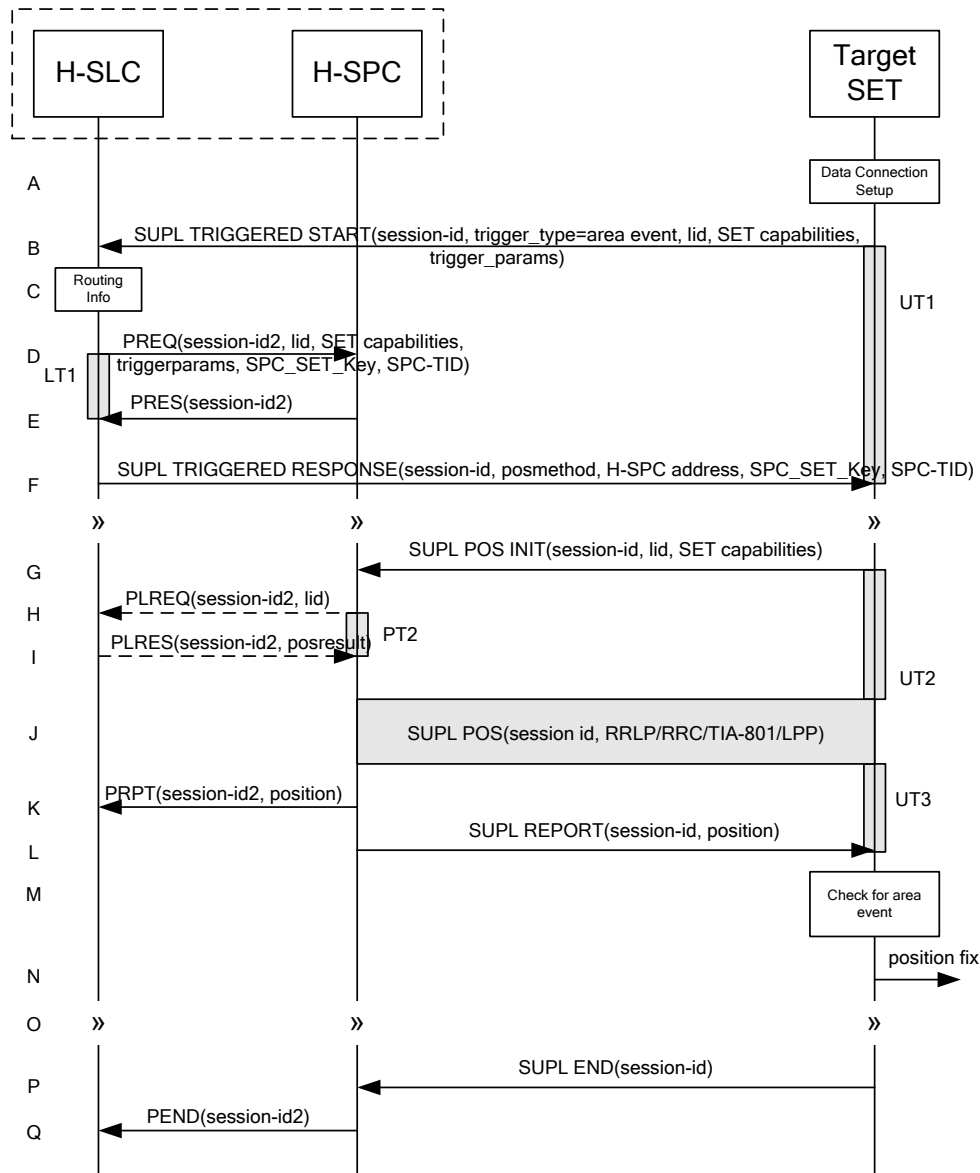 H-SLC
H-SPC
Target
SET
A
Data Connection
Setup
B
SUPL TRIGGERED START(session-id, trigger_type=area event, lid, SET capabilities,
trigger_params)
C
Routing
Info
UT1
D
PREQ(session-id2, lid, SET capabilities,
triggerparams, SPC_SET_Key, SPC-TID)
LT1
E
PRES(session-id2)
F
SUPL TRIGGERED RESPONSE(session-id, posmethod, H-SPC address, SPC_SET_Key, SPC-TID)
» » »
G
SUPL POS INIT(session-id, lid, SET capabilities)
H
PLREQ(session-id2, lid)
PT2
I
PLRES(session-id2, posresult)
UT2
J
SUPL POS(session id, RRLP/RRC/TIA-801/LPP)
K
PRPT(session-id2, position)
UT3
L
SUPL REPORT(session-id, position)
M
Check for area
event
N
position fix
O » » »
P
SUPL END(session-id)
Q
PEND(session-id2)